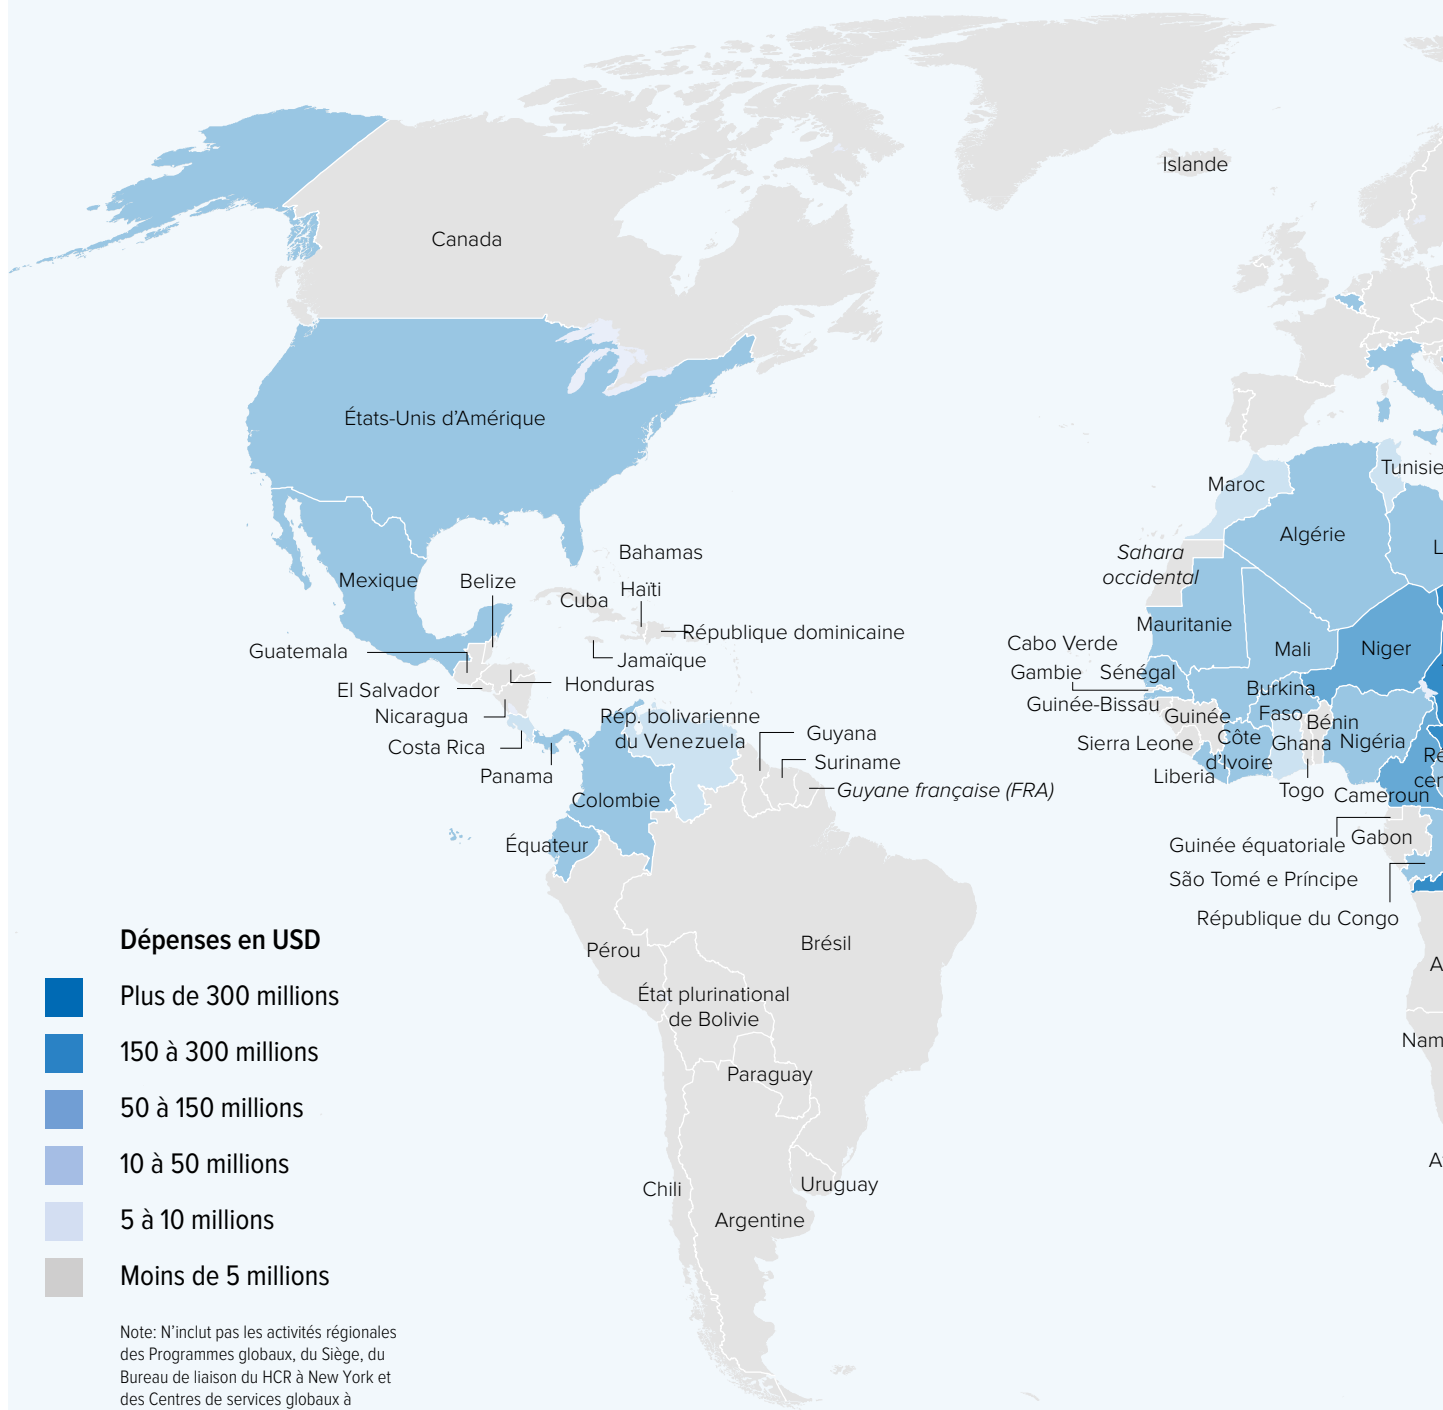 Islande
Canada
États-Unis d’Amérique
Tunisie
Maroc
Algérie
L
Bahamas
Sahara
occidental
Mexique
Belize
Haïti
Cuba
Mauritanie
République dominicaine
Cabo Verde
Mali
Niger
Guatemala
Jamaïque
Gambie
Sénégal
El Salvador
Honduras
Burkina
Faso
Guinée-Bissau
Nicaragua
Rép. bolivarienne
du Venezuela
Guinée
Bénin
Costa Rica
Guyana
Sierra Leone
Côte
d’Ivoire
Ghana
Nigéria
Panama
Suriname
Liberia
Ré
cen
Colombie
Guyane française (FRA)
Togo
Cameroun
Équateur
Guinée équatoriale
Gabon
São Tomé e Príncipe
République du Congo
Pérou
Brésil
A
État plurinational
de Bolivie
Nam
Paraguay
A
Chili
Uruguay
Argentine
Dépenses en USD
Plus de 300 millions
150 à 300 millions
50 à 150 millions
10 à 50 millions
5 à 10 millions
Moins de 5 millions
Note: N’inclut pas les activités régionales
des Programmes globaux, du Siège, du
Bureau de liaison du HCR à New York et
des Centres de services globaux à